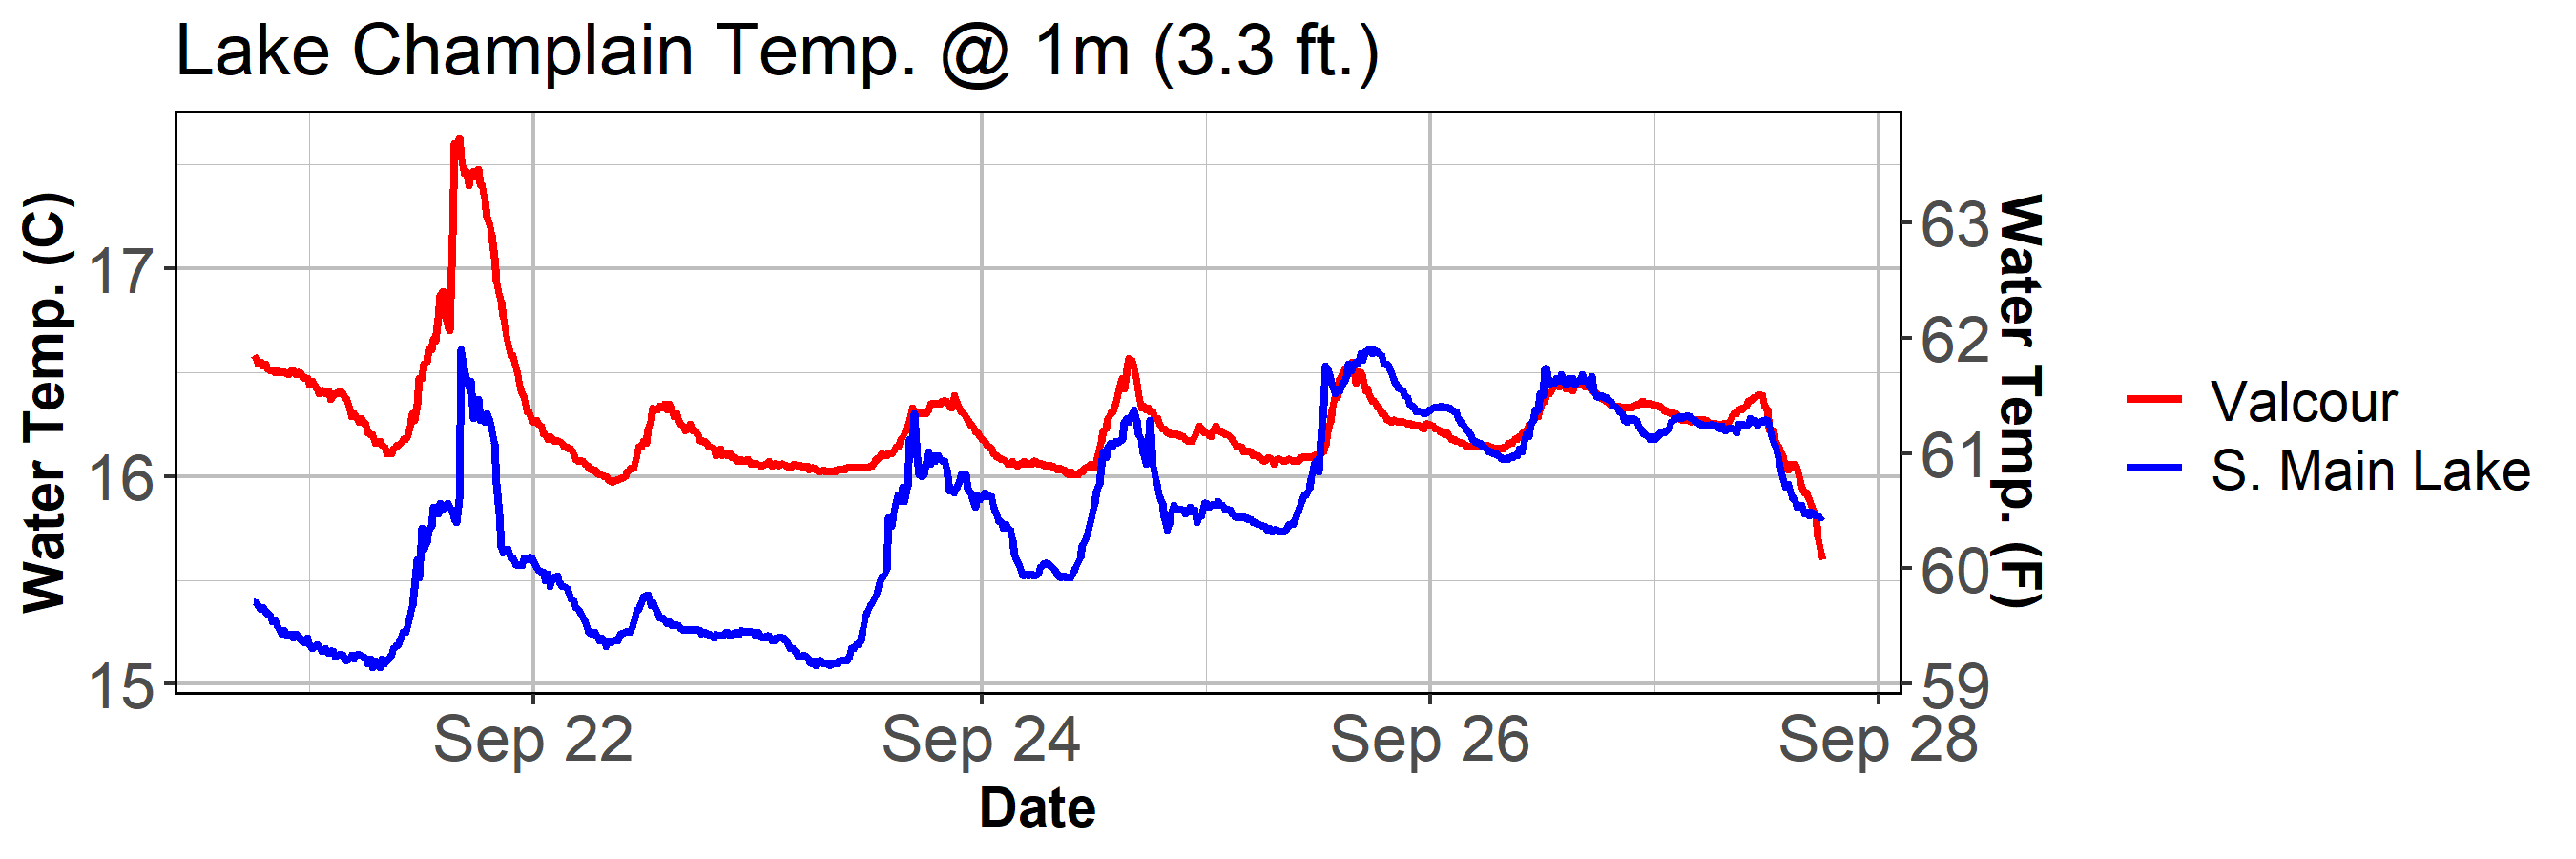 Lake Champlain Temp. @ 1m (3.3 ft.)
Water Temp. (C)
17
16
15
63
62
61
60
59
Water Temp. (F)
Valcour
S. Main Lake
Sep 22
Sep 24
Sep 26
Sep 28
Date